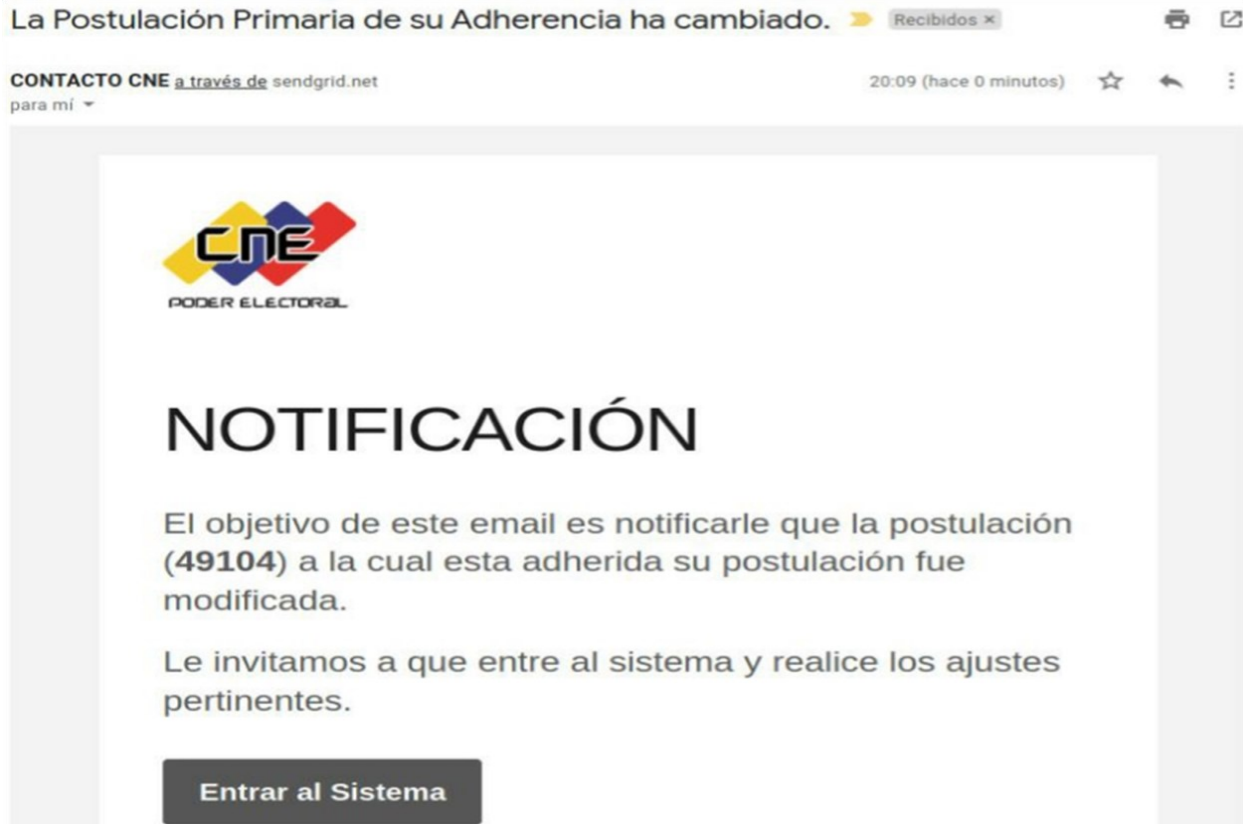 La Postulación Primaria de su Adherencia ha cambiado. Recibidos ×
CONTACTO CNE a través de sendgrid.net 20:09 (hace 0 minutos)
para mí
CNE
PODER ELECTORAL
NOTIFICACIÓN
El objetivo de este email es notificarle que la postulación
(49104) a la cual esta adherida su postulación fue
modificada.
Le invitamos a que entre al sistema y realice los ajustes
pertinentes.
Entrar al Sistema